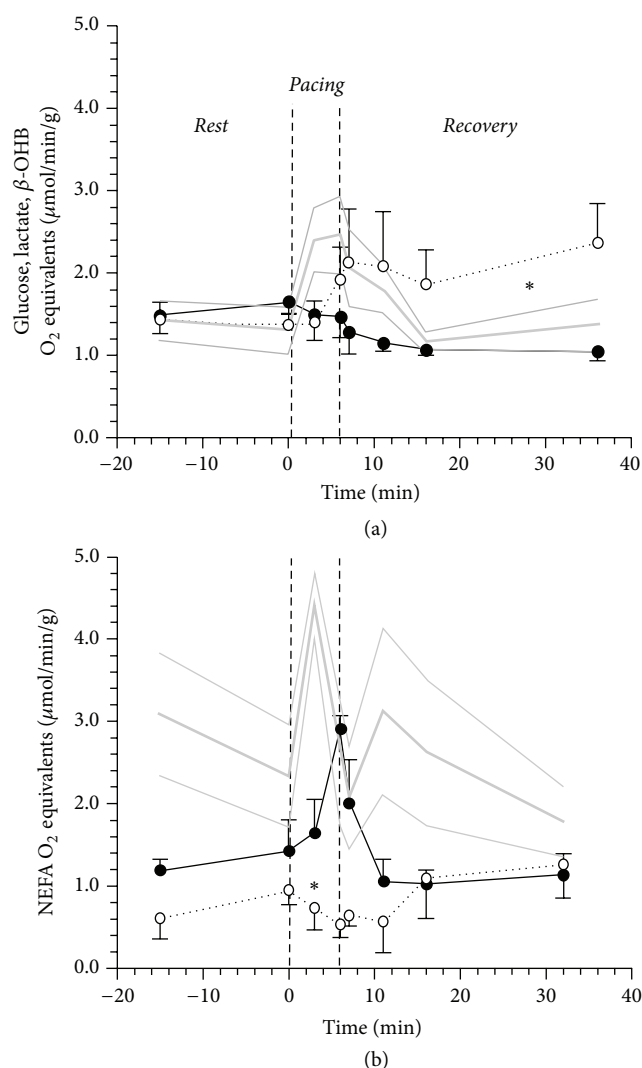 5.0
4.0
3.0
2.0
1.0
0.0
Glucose, lactate, β-OHB
O₂ equivalents (μmol/min/g)
Pacing
Rest
Recovery
*
−20
−10
0
10
20
30
40
Time (min)
(a)
5.0
4.0
3.0
2.0
1.0
0.0
NEFA O₂ equivalents (μmol/min/g)
*
−20
−10
0
10
20
30
40
Time (min)
(b)